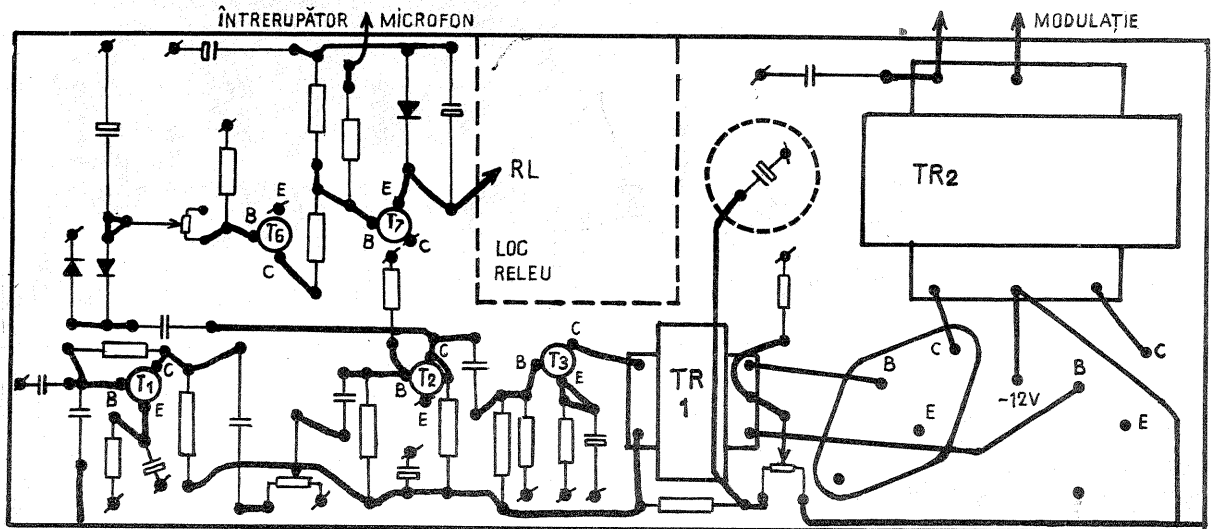 ÎNTRERUPĂTOR
MICROFON
MODULAȚIE
RL
TR2
E
B
T6
C
E
T7
B
C
LOC
RELEU
C
T1
B
E
C
B
T2
E
C
B
T3
E
TR
1
C
B
E
~12V
B
C
E